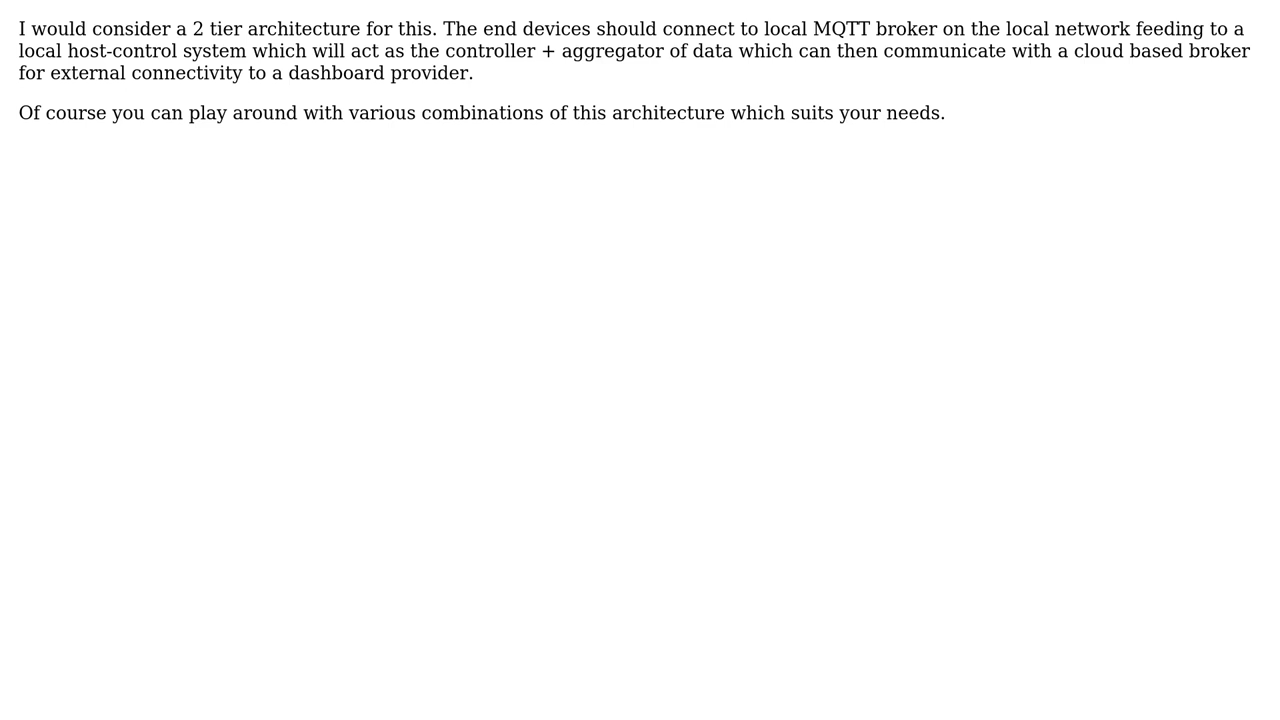 I would consider a 2 tier architecture for this. The end devices should connect to local MQTT broker on the local network feeding to a
local host-control system which will act as the controller + aggregator of data which can then communicate with a cloud based broker
for external connectivity to a dashboard provider.
Of course you can play around with various combinations of this architecture which suits your needs.